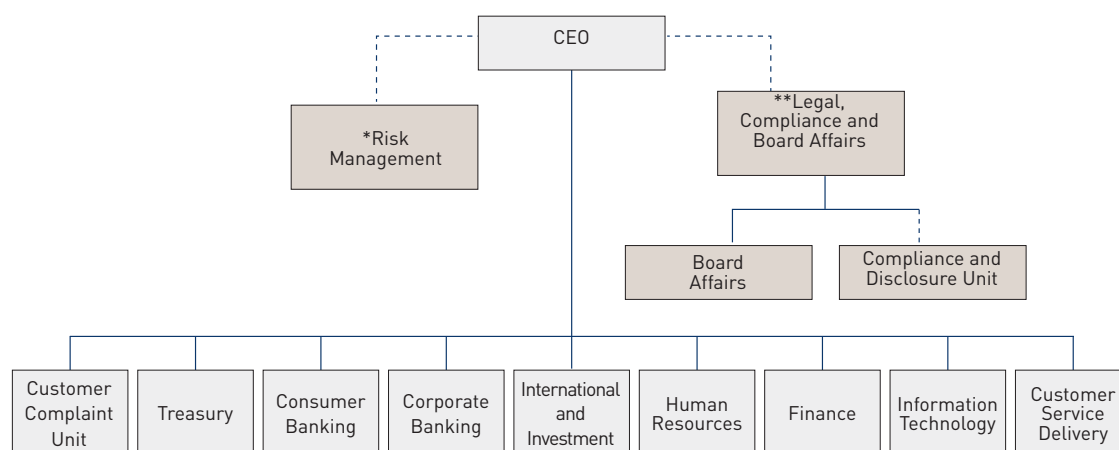 CEO
*Risk
Management
**Legal,
Compliance and
Board Affairs
Board
Affairs
Compliance and
Disclosure Unit
Customer
Complaint
Unit
Treasury
Consumer
Banking
Corporate
Banking
International
and
Investment
Human
Resources
Finance
Information
Technology
Customer
Service
Delivery